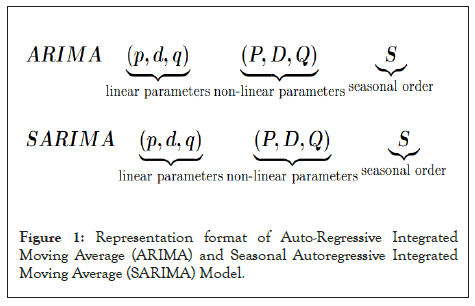 ARIMA (p, d, q) (P, D, Q) S
linear parameters non-linear parameters seasonal order
SARIMA (p, d, q) (P, D, Q) S
linear parameters non-linear parameters seasonal order
Figure 1: Representation format of Auto-Regressive Integrated
Moving Average (ARIMA) and Seasonal Autoregressive Integrated
Moving Average (SARIMA) Model.